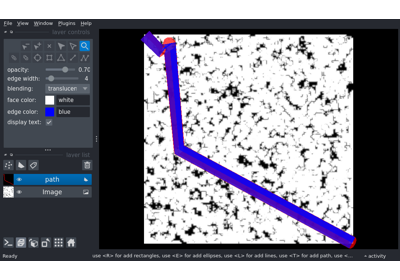 File View Window Plugins Help
layer controls
opacity: 0.70
edge width: 4
blending: translucen
face color: white
edge color: blue
display text:
layer list
path
Image
Ready
use <R> for add rectangles, use <E> for add ellipses, use <L> for add lines, use <T> for add path, use <...
activity